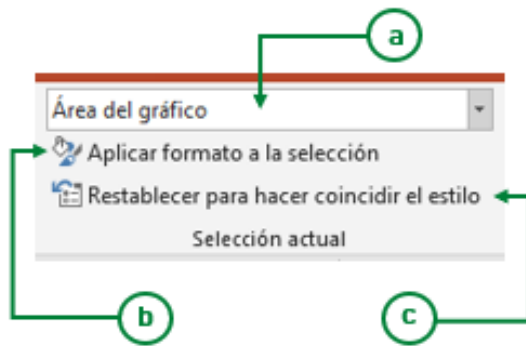 a
Área del gráfico
Aplicar formato a la selección
Restablecer para hacer coincidir el estilo
Selección actual
b
c